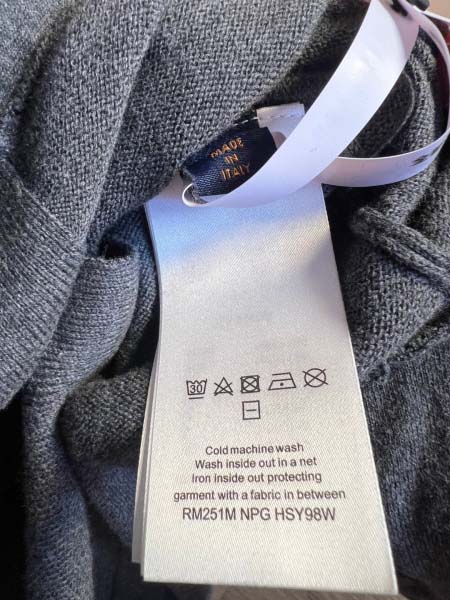 MADE
IN
ITALY
30
Cold machine wash
Wash inside out in a net
Iron inside out protecting
garment with a fabric in between
RM251M NPG HSY98W